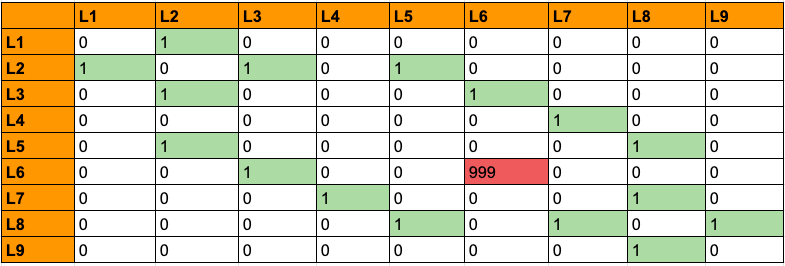 L1 L2 L3 L4 L5 L6 L7 L8 L9
L1 0 1 0 0 0 0 0 0 0
L2 1 0 1 0 1 0 0 0 0
L3 0 1 0 0 0 1 0 0 0
L4 0 0 0 0 0 0 1 0 0
L5 0 1 0 0 0 0 0 1 0
L6 0 0 1 0 0 999 0 0 0
L7 0 0 0 1 0 0 0 1 0
L8 0 0 0 0 1 0 1 0 1
L9 0 0 0 0 0 0 0 1 0